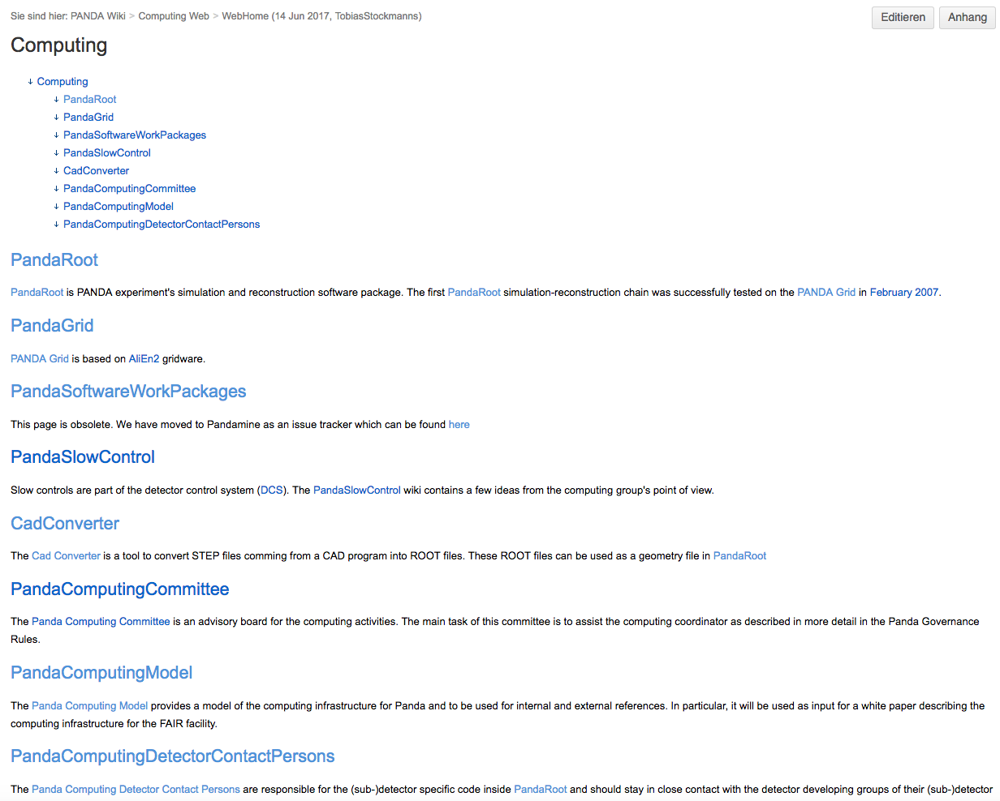 Sie sind hier: PANDA Wiki > Computing Web > WebHome (14 Jun 2017, TobiasStockmanns)
Editieren
Anhang
Computing
↓ Computing
↓ PandaRoot
↓ PandaGrid
↓ PandaSoftwareWorkPackages
↓ PandaSlowControl
↓ CadConverter
↓ PandaComputingCommittee
↓ PandaComputingModel
↓ PandaComputingDetectorContactPersons
PandaRoot
PandaRoot is PANDA experiment's simulation and reconstruction software package. The first PandaRoot simulation-reconstruction chain was successfully tested on the PANDA Grid in February 2007.
PandaGrid
PANDA Grid is based on AliEn2 gridware.
PandaSoftwareWorkPackages
This page is obsolete. We have moved to Pandamine as an issue tracker which can be found here
PandaSlowControl
Slow controls are part of the detector control system (DCS). The PandaSlowControl wiki contains a few ideas from the computing group's point of view.
CadConverter
The Cad Converter is a tool to convert STEP files comming from a CAD program into ROOT files. These ROOT files can be used as a geometry file in PandaRoot
PandaComputingCommittee
The Panda Computing Committee is an advisory board for the computing activities. The main task of this committee is to assist the computing coordinator as described in more detail in the Panda Governance
Rules.
PandaComputingModel
The Panda Computing Model provides a model of the computing infrastructure for Panda and to be used for internal and external references. In particular, it will be used as input for a white paper describing the
computing infrastructure for the FAIR facility.
PandaComputingDetectorContactPersons
The Panda Computing Detector Contact Persons are responsible for the (sub-)detector specific code inside PandaRoot and should stay in close contact with the detector developing groups of their (sub-)detector